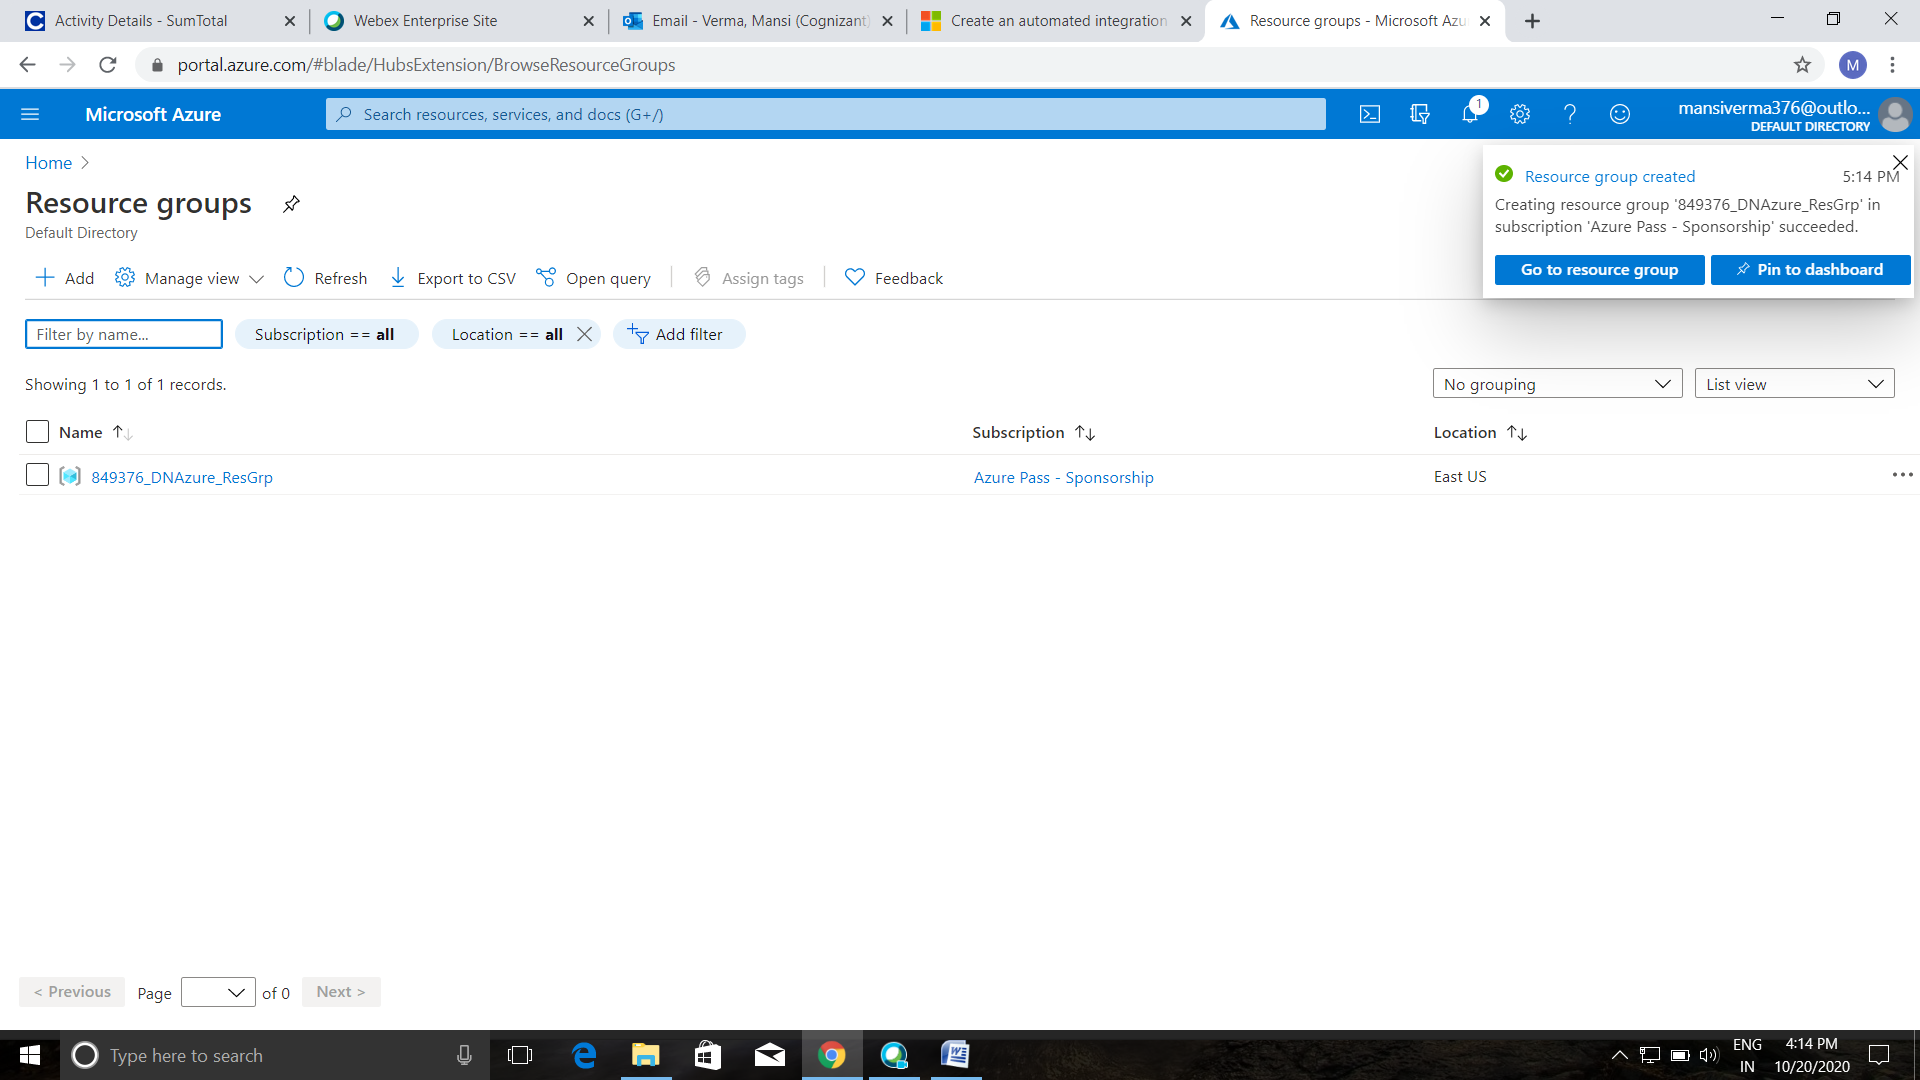 Activity Details - SumTotal
Webex Enterprise Site
Email - Verma, Mansi (Cognizant)
Create an automated integration
Resource groups - Microsoft Azu
portal.azure.com/#blade/HubsExtension/BrowseResourceGroups
M
Microsoft Azure
Search resources, services, and docs (G+/)
1
mansiverma376@outlo...
DEFAULT DIRECTORY
Home
Resource groups
Default Directory
Resource group created
5:14 PM
Creating resource group '849376_DNAzure_ResGrp' in
subscription 'Azure Pass - Sponsorship' succeeded.
Go to resource group
Pin to dashboard
Add
Manage view
Refresh
Export to CSV
Open query
Assign tags
Feedback
Filter by name...
Subscription == all
Location == all
Add filter
Showing 1 to 1 of 1 records.
No grouping
List view
Name
Subscription
Location
849376_DNAzure_ResGrp
Azure Pass - Sponsorship
East US
< Previous
Page
of 0
Next >
Type here to search
ENG
IN
4:14 PM
10/20/2020